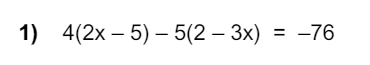 1) 4(2x – 5) – 5(2 – 3x) = –76